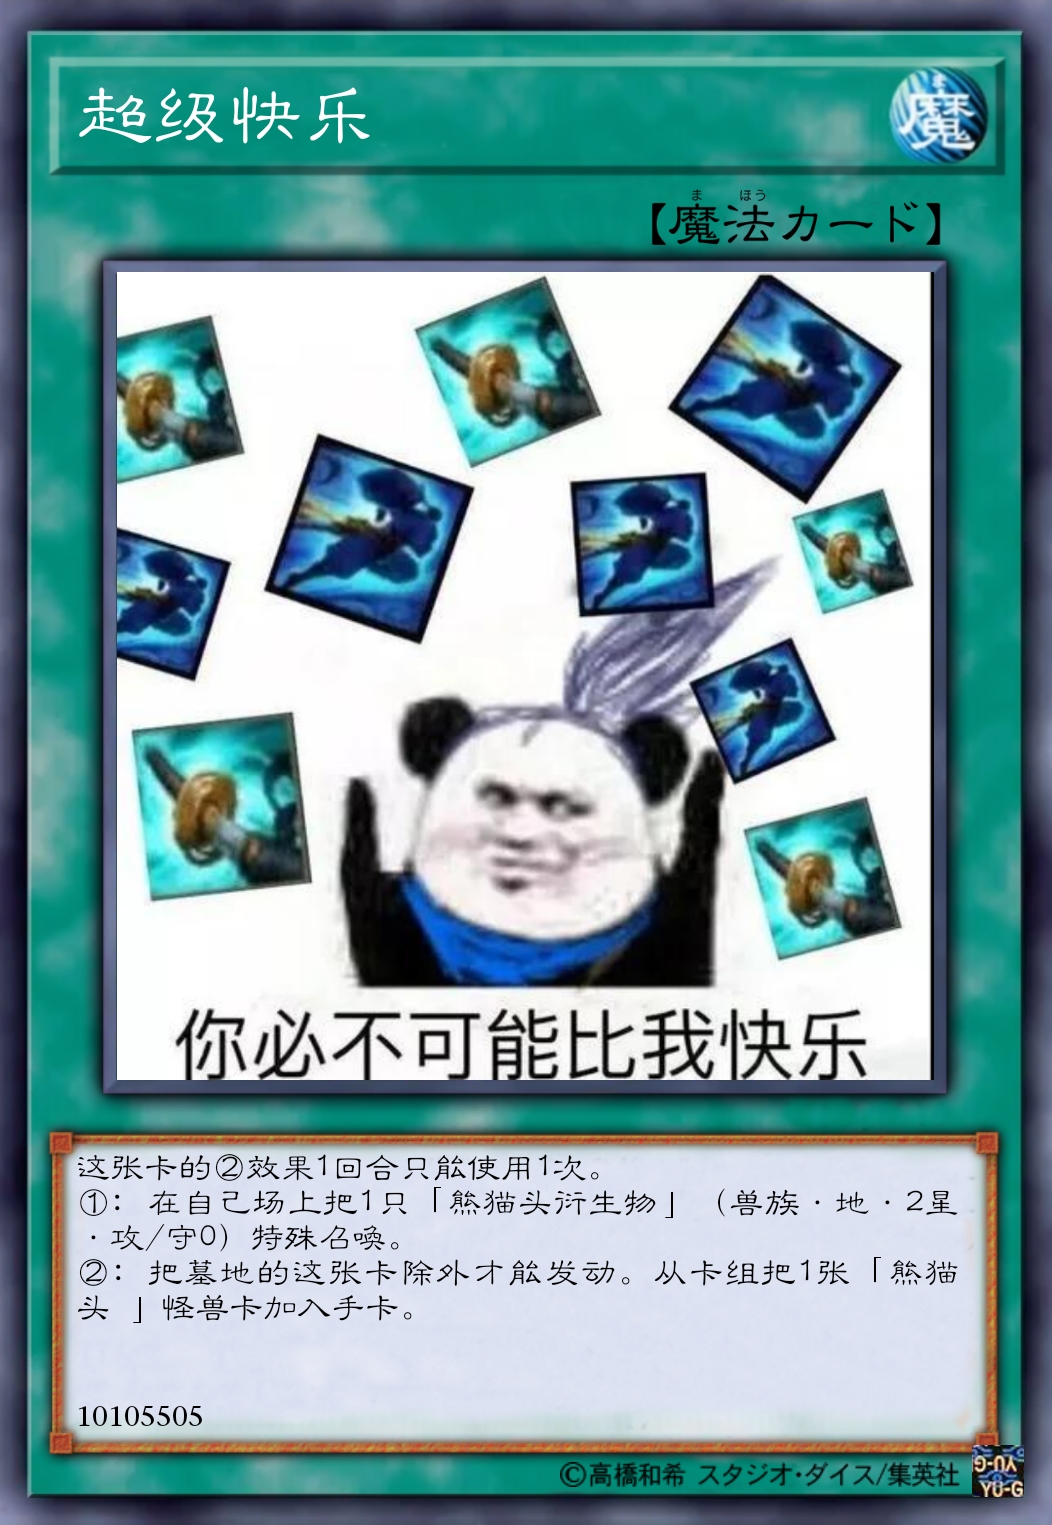 超级快乐
魔
ま ほう
【魔法カード】
你必不可能比我快乐
这张卡的②效果1回合只能使用1次。
①：在自己场上把1只「熊猫头衍生物」（兽族·地·2星
·攻/守0）特殊召唤。
②：把墓地的这张卡除外才能发动。从卡组把1张「熊猫
头 」怪兽卡加入手卡。
10105505
©高橋和希 スタジオ·ダイス/集英社
YU-G
YU-G